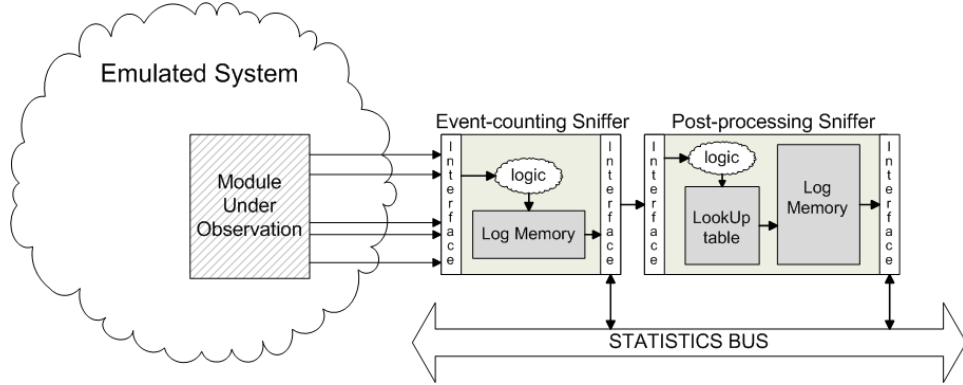 Emulated System
Module
Under
Observation
Event-counting Sniffer
Interface
logic
Log Memory
Interface
Post-processing Sniffer
Interface
logic
LookUp
table
Log
Memory
Interface
STATISTICS BUS